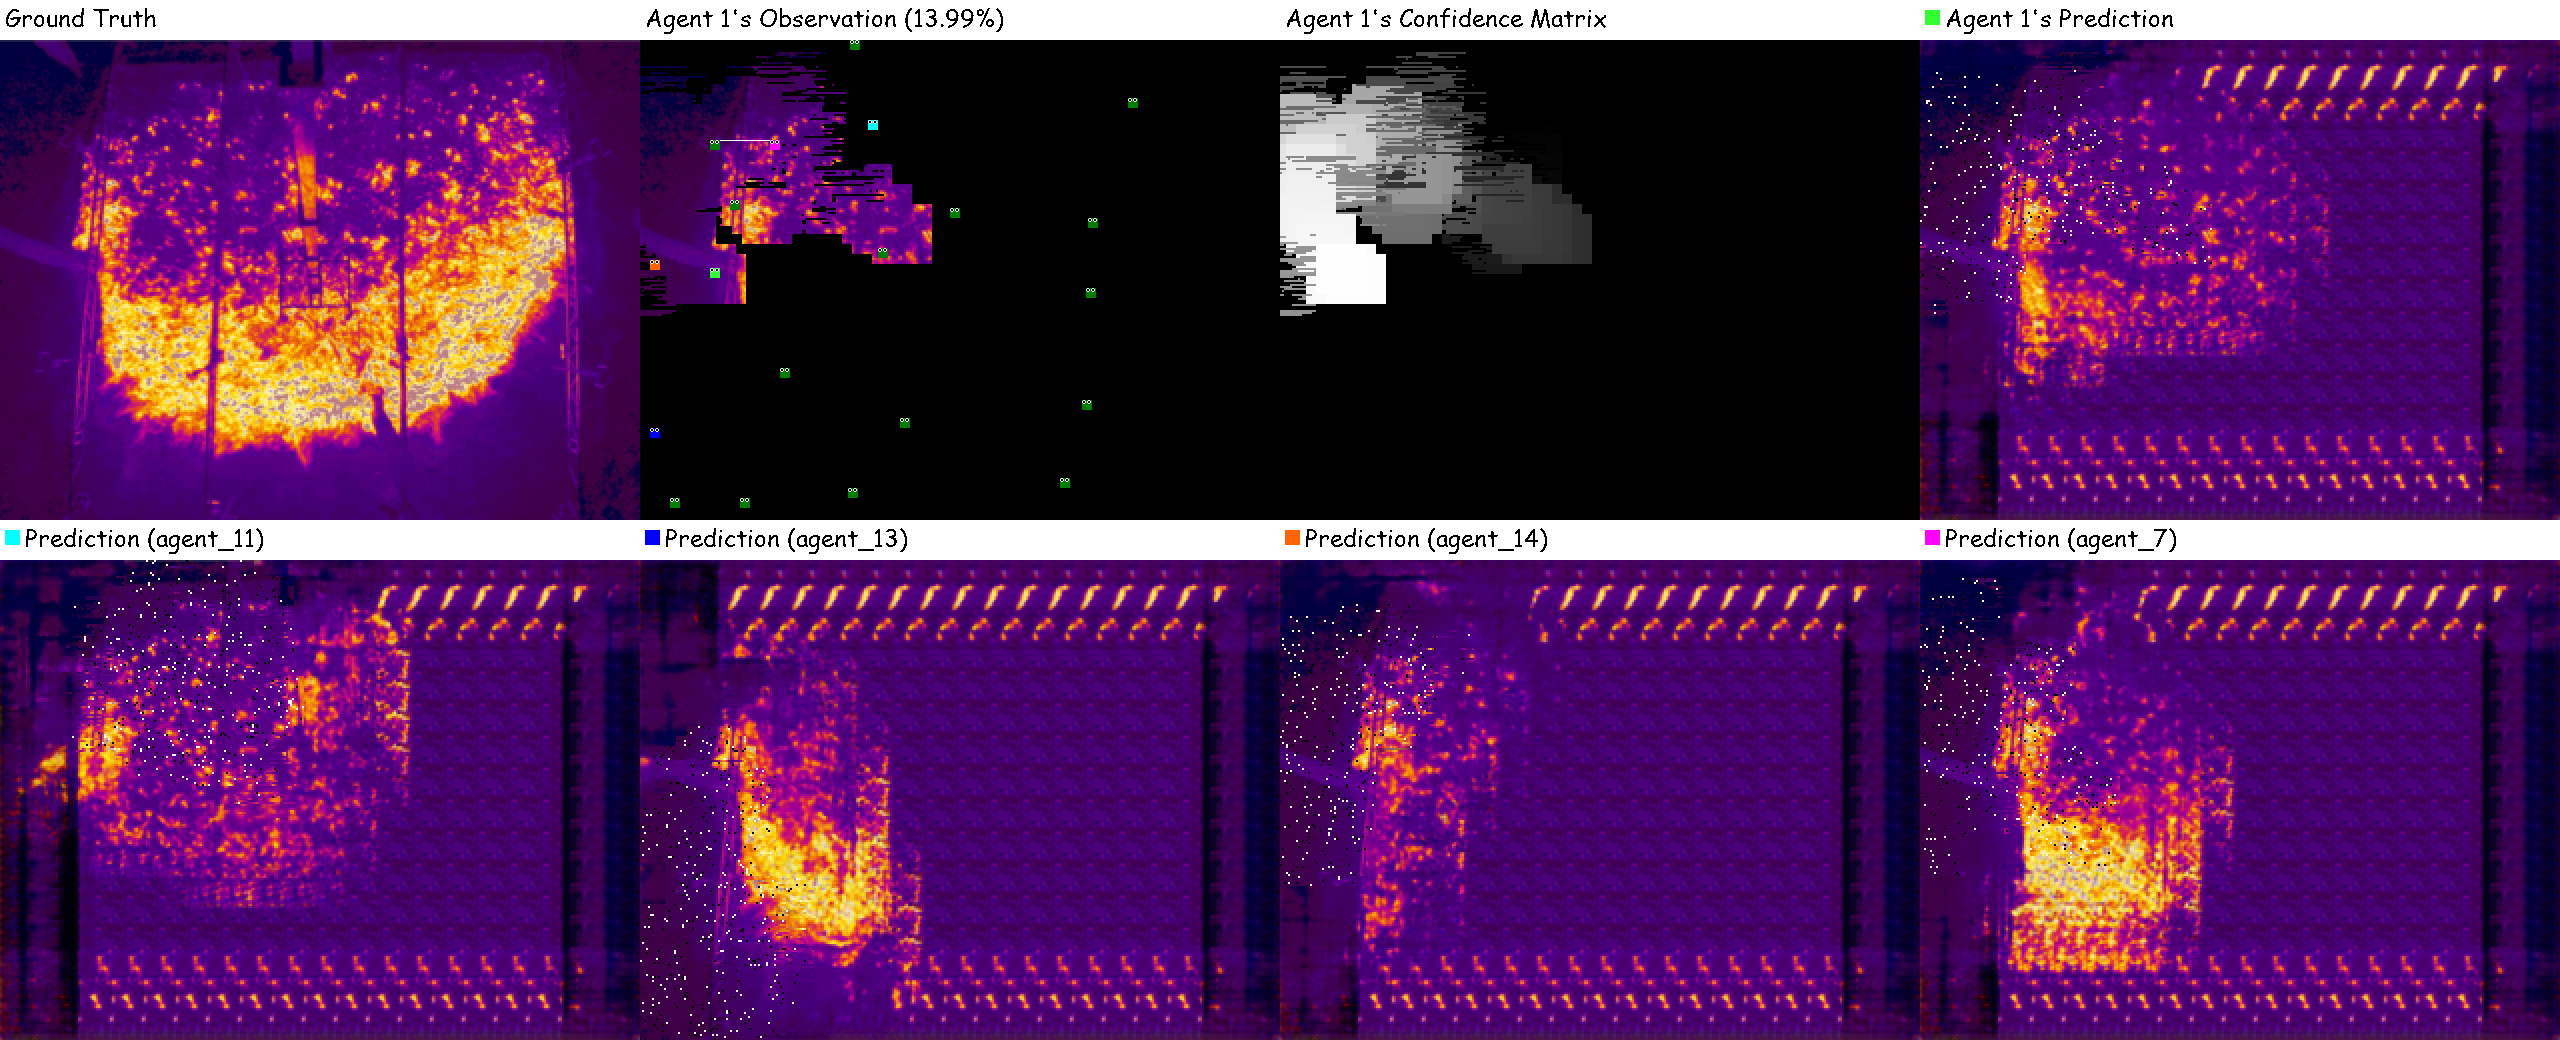 Ground Truth
Agent 1's Observation (13.99%)
Agent 1's Confidence Matrix
Agent 1's Prediction
Prediction (agent_11)
Prediction (agent_13)
Prediction (agent_14)
Prediction (agent_7)